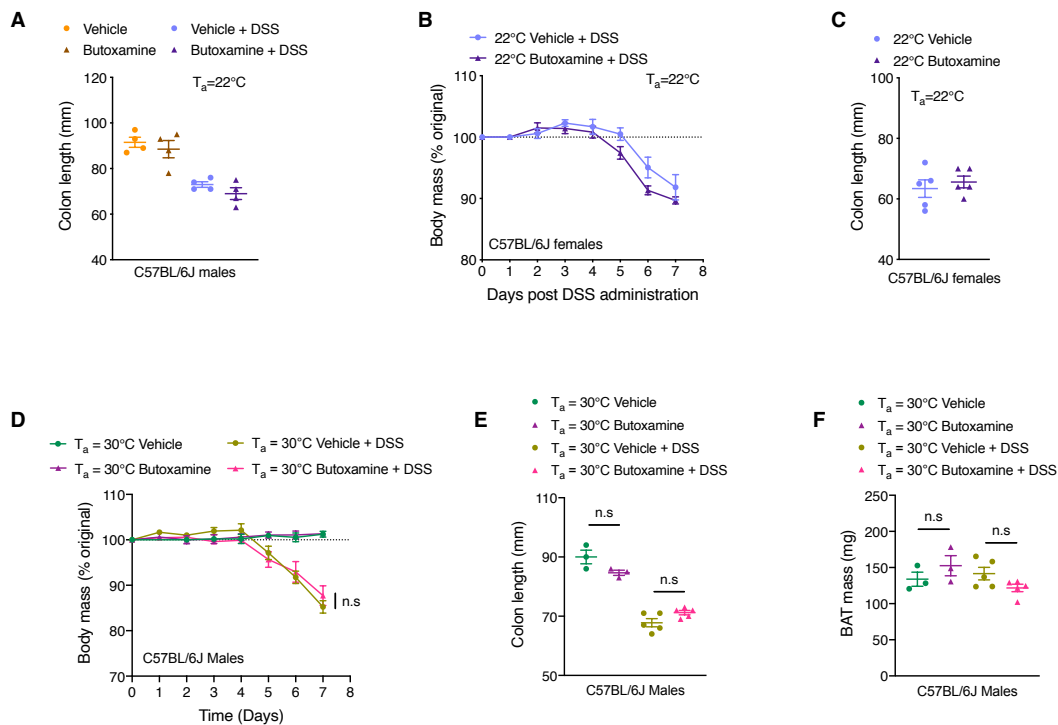 A
Vehicle
Vehicle + DSS
Butoxamine
Butoxamine + DSS
Ta=22°C
Colon length (mm)
120
100
80
60
40
C57BL/6J males
B
22°C Vehicle + DSS
22°C Butoxamine + DSS
Ta=22°C
Body mass (% original)
110
100
90
80
C57BL/6J females
0 1 2 3 4 5 6 7 8
Days post DSS administration
C
22°C Vehicle
22°C Butoxamine
Ta=22°C
Colon length (mm)
100
80
60
40
C57BL/6J females
D
Ta = 30°C Vehicle
Ta = 30°C Vehicle + DSS
Ta = 30°C Butoxamine
Ta = 30°C Butoxamine + DSS
Body mass (% original)
110
100
90
80
70
n.s
C57BL/6J Males
0 1 2 3 4 5 6 7 8
Time (Days)
E
Ta = 30°C Vehicle
Ta = 30°C Butoxamine
Ta = 30°C Vehicle + DSS
Ta = 30°C Butoxamine + DSS
Colon length (mm)
110
90
70
50
n.s
n.s
C57BL/6J Males
F
Ta = 30°C Vehicle
Ta = 30°C Butoxamine
Ta = 30°C Vehicle + DSS
Ta = 30°C Butoxamine + DSS
BAT mass (mg)
250
200
150
100
50
0
n.s
n.s
C57BL/6J Males